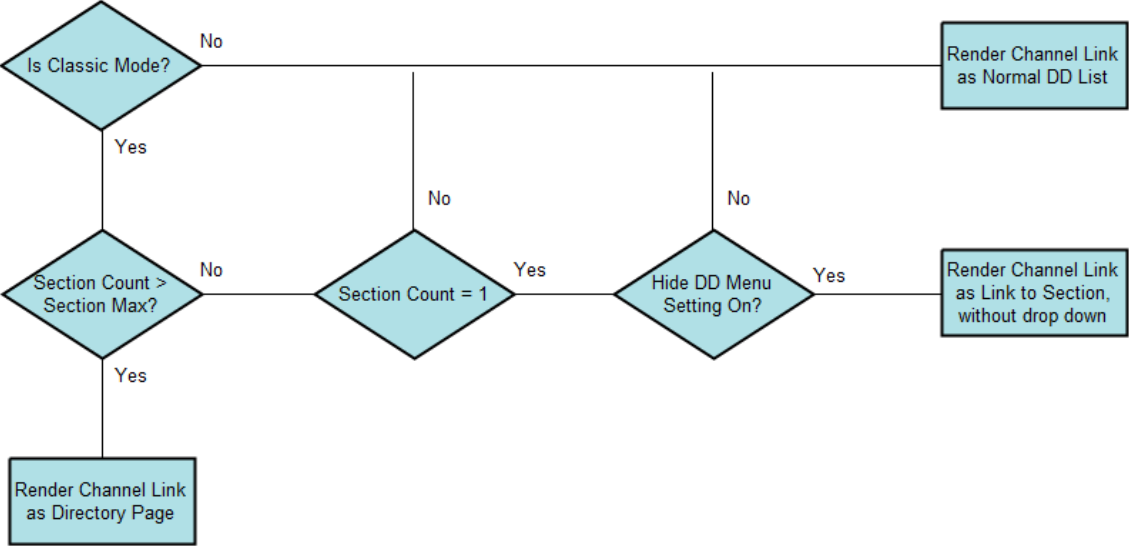 Is Classic Mode?
No
Render Channel Link
as Normal DD List
Yes
No
No
Section Count >
Section Max?
No
Section Count = 1
Yes
Hide DD Menu
Setting On?
Yes
Render Channel Link
as Link to Section,
without drop down
Yes
Render Channel Link
as Directory Page